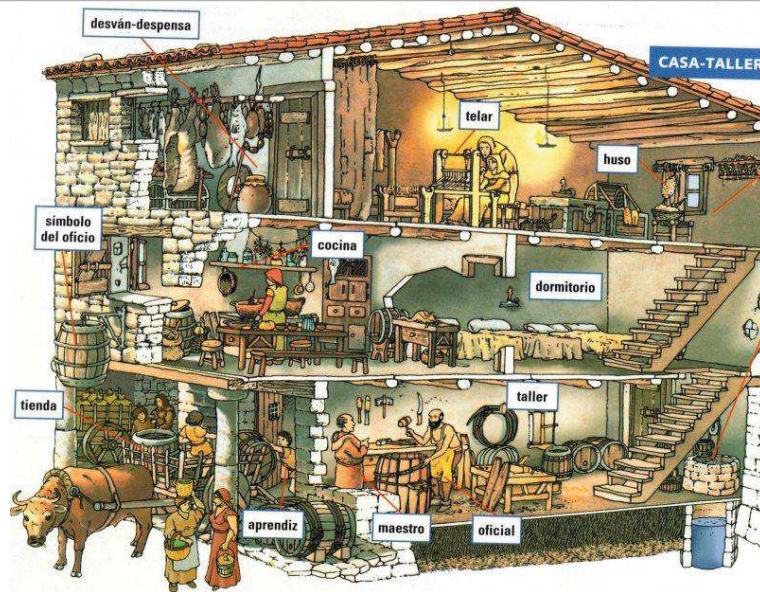 desván-despensa
CASA-TALLER
telar
huso
símbolo
del oficio
cocina
dormitorio
tienda
taller
aprendiz
maestro
oficial